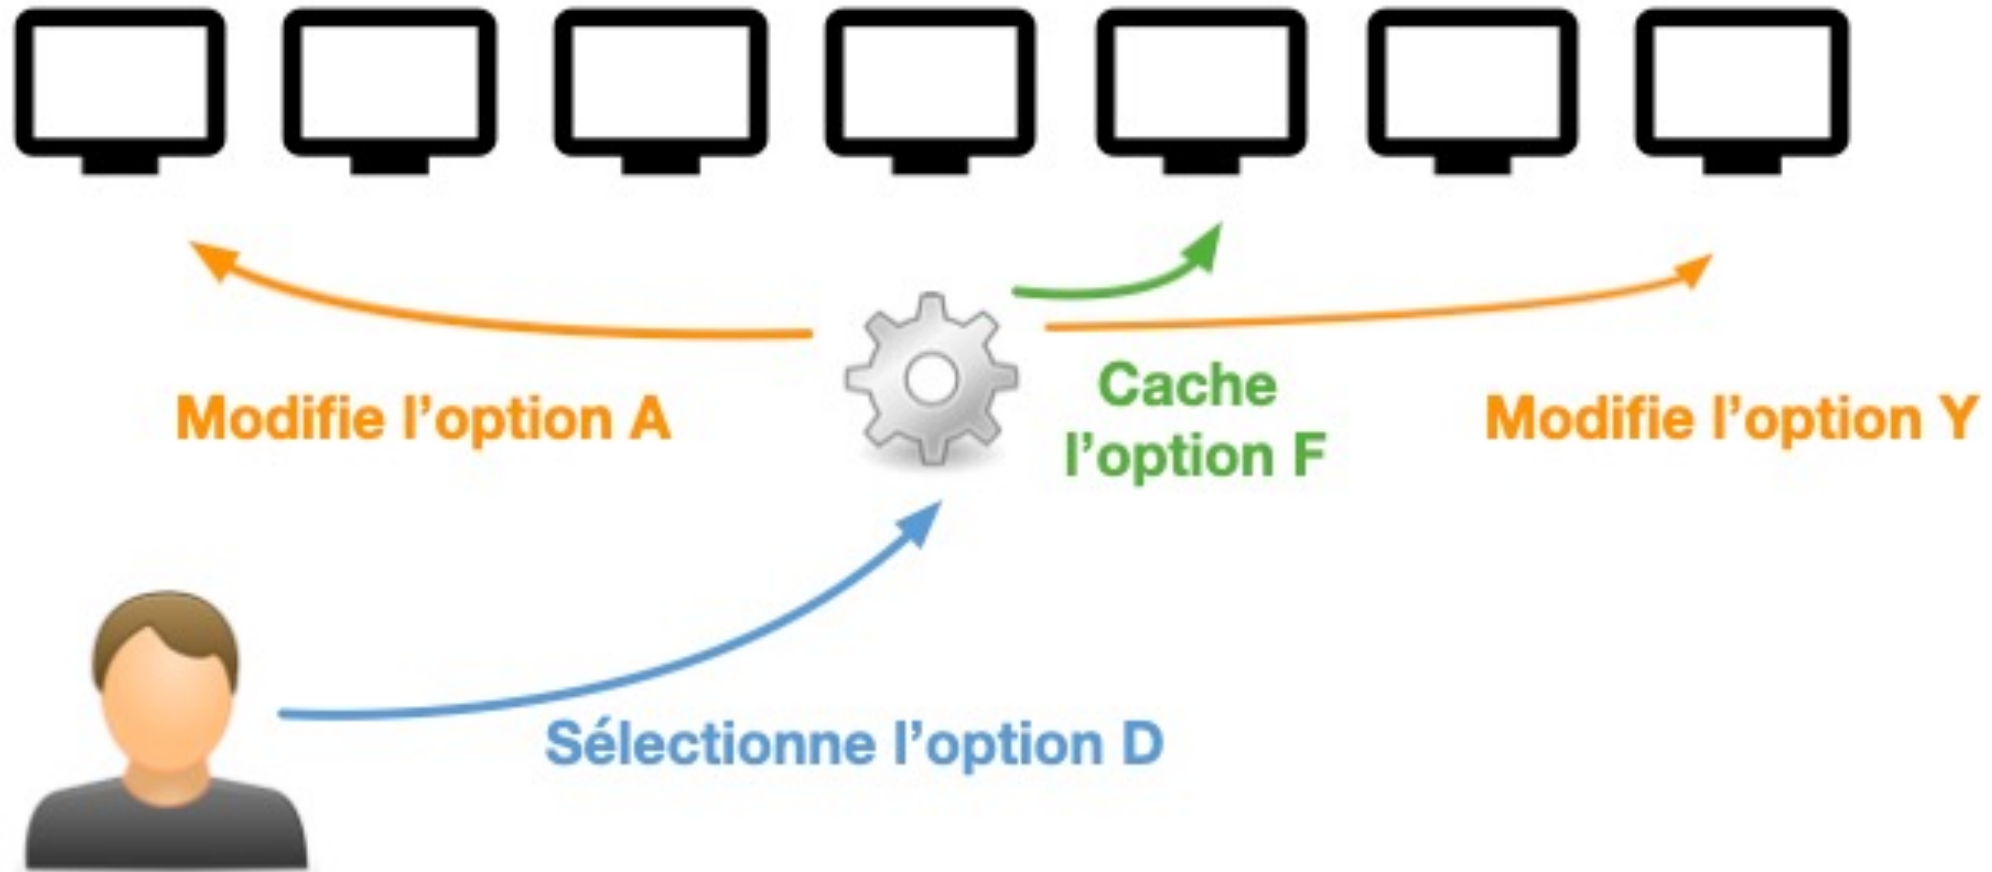 Modifie l’option A
Cache
l’option F
Modifie l’option Y
Sélectionne l’option D